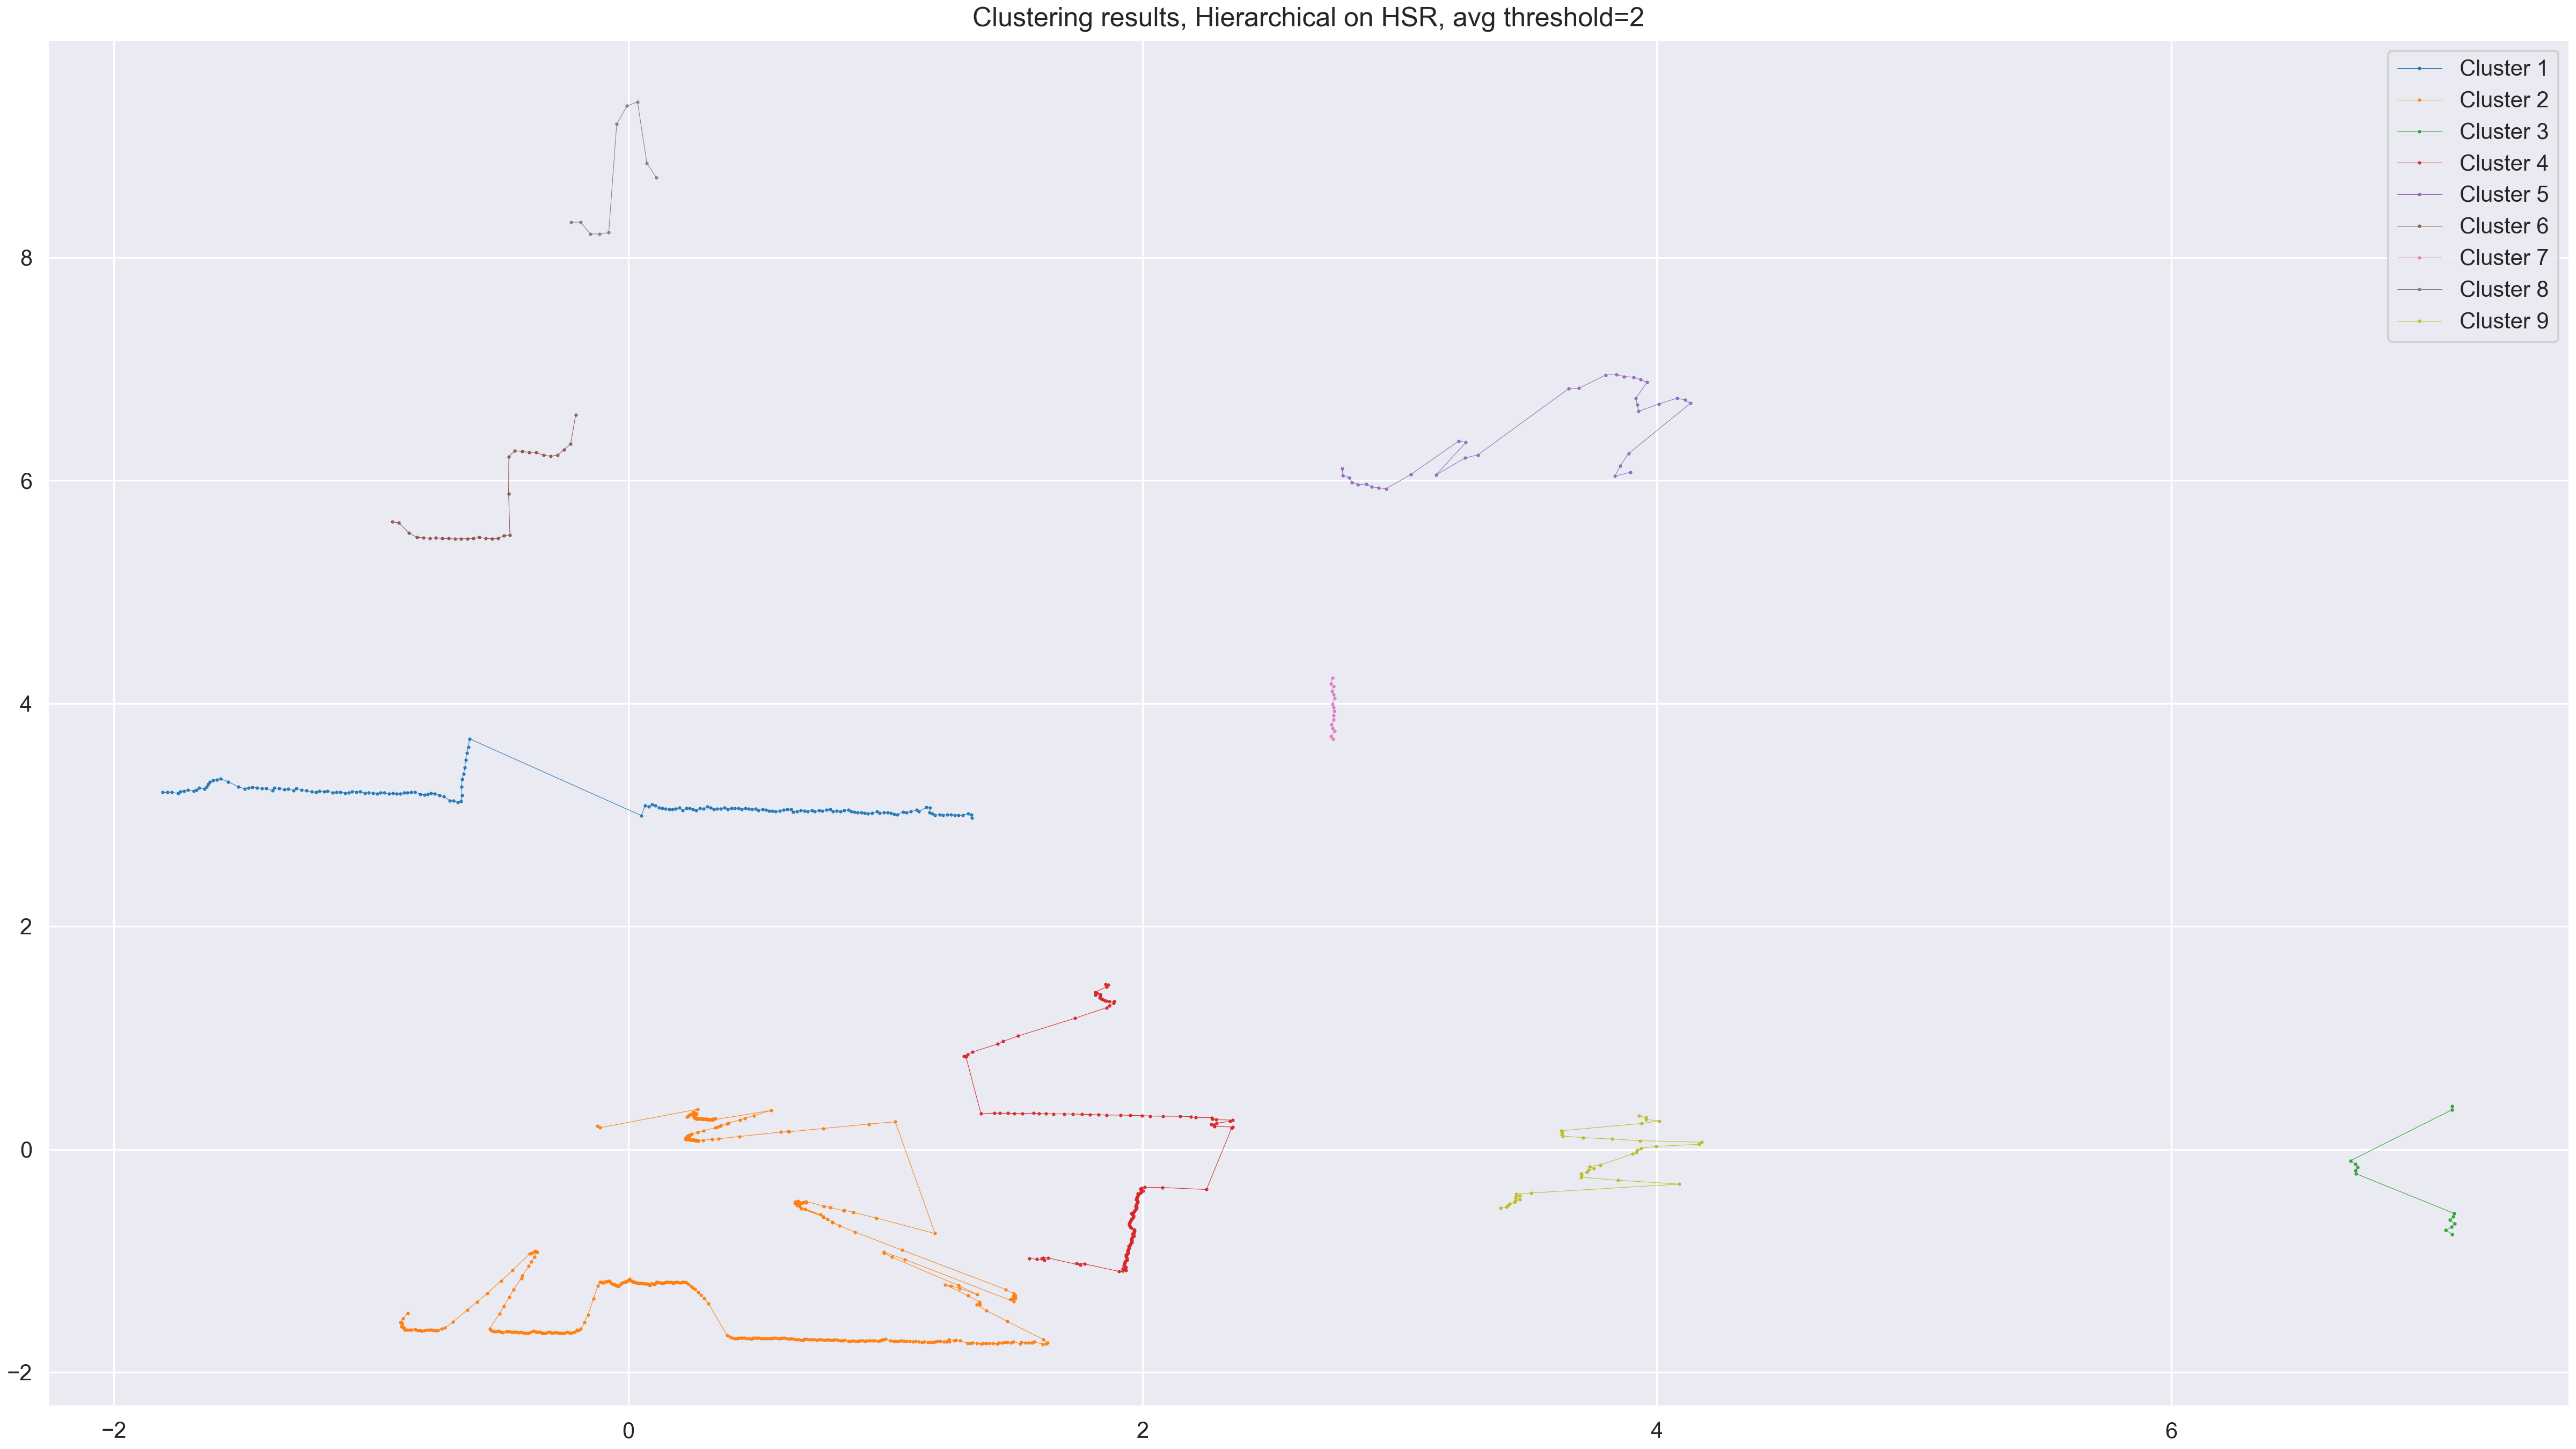 Clustering results, Hierarchical on HSR, avg threshold=2
Cluster 1
Cluster 2
Cluster 3
Cluster 4
Cluster 5
Cluster 6
Cluster 7
Cluster 8
Cluster 9
8
6
4
2
0
−2
−2 0 2 4 6